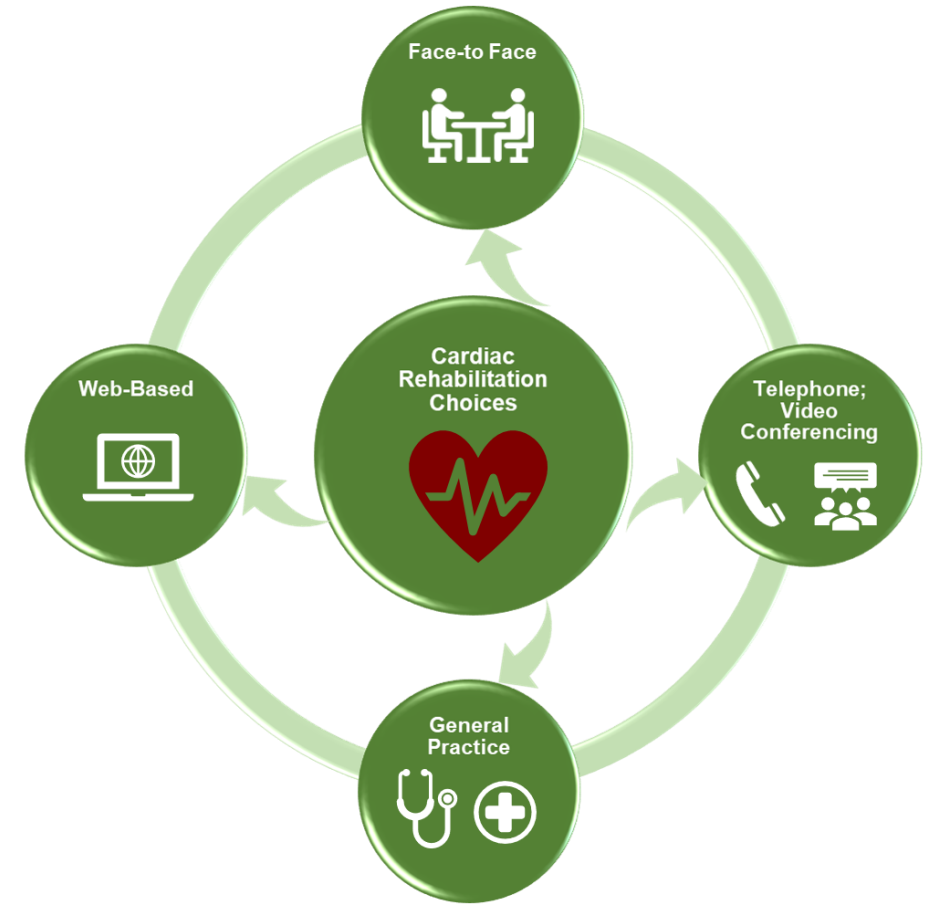 Face-to Face
Cardiac
Rehabilitation
Choices
Web-Based
Telephone;
Video
Conferencing
General
Practice